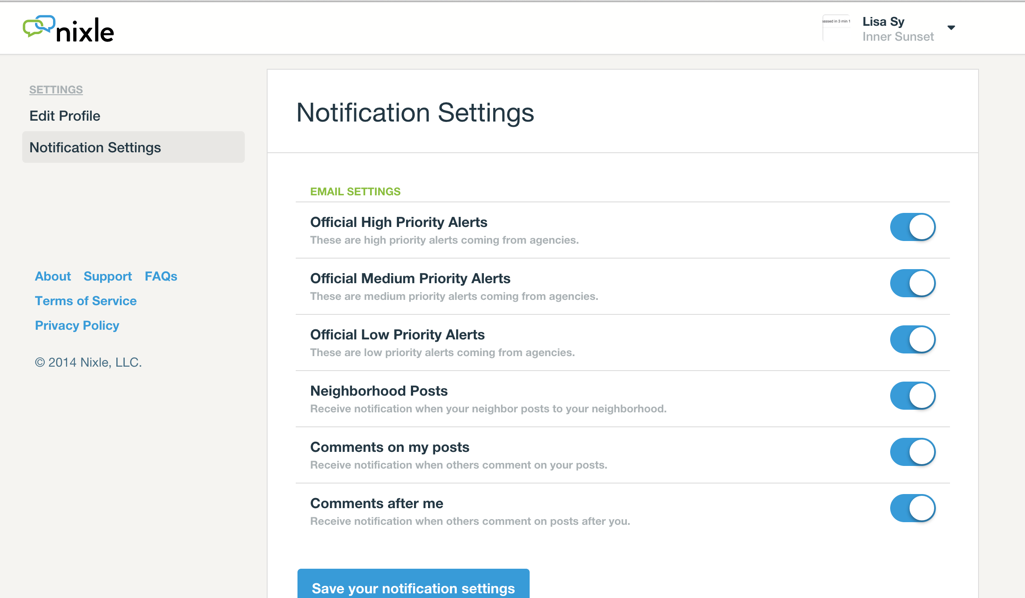 nixle
Lisa Sy
Inner Sunset
SETTINGS
Edit Profile
Notification Settings
About Support FAQs
Terms of Service
Privacy Policy
© 2014 Nixle, LLC.
Notification Settings
EMAIL SETTINGS
Official High Priority Alerts
These are high priority alerts coming from agencies.
Official Medium Priority Alerts
These are medium priority alerts coming from agencies.
Official Low Priority Alerts
These are low priority alerts coming from agencies.
Neighborhood Posts
Receive notification when your neighbor posts to your neighborhood.
Comments on my posts
Receive notification when others comment on your posts.
Comments after me
Receive notification when others comment on posts after you.
Save your notification settings